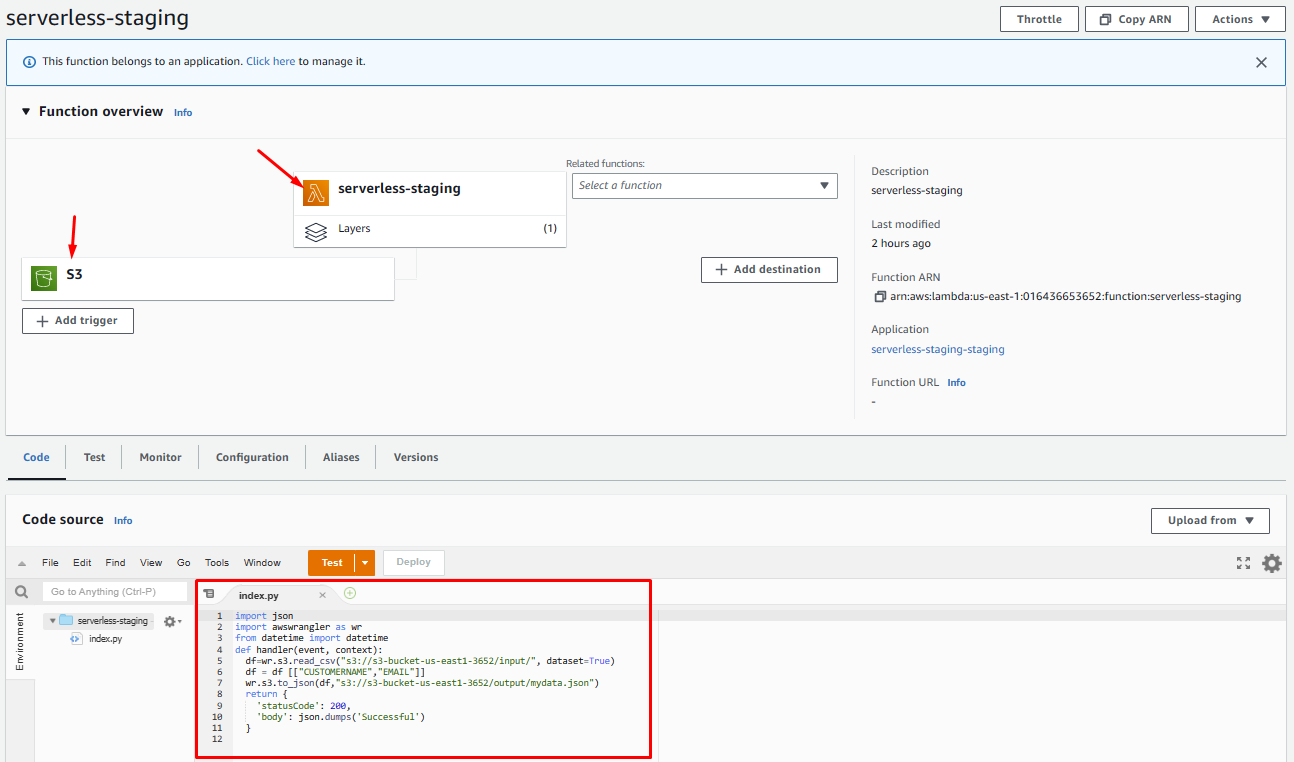 serverless-staging
Throttle
Copy ARN
Actions
This function belongs to an application. Click here to manage it.
Function overview Info
Related functions:
serverless-staging
Select a function
Layers (1)
S3
Add trigger
Add destination
Description
serverless-staging
Last modified
2 hours ago
Function ARN
arn:aws:lambda:us-east-1:016436653652:function:serverless-staging
Application
serverless-staging-staging
Function URL Info
-
Code Test Monitor Configuration Aliases Versions
Code source Info
Upload from
File Edit Find View Go Tools Window Test Deploy
Go to Anything (Ctrl-P)
Environment
serverless-staging
index.py
index.py
1 import json
2 import awswrangler as wr
3 from datetime import datetime
4 def handler(event, context):
5 df=wr.s3.read_csv("s3://s3-bucket-us-east1-3652/input/", dataset=True)
6 df = df [["CUSTOMERNAME","EMAIL"]]
7 wr.s3.to_json(df,"s3://s3-bucket-us-east1-3652/output/mydata.json")
8 return {
9 'statusCode': 200,
10 'body': json.dumps('Successful')
11 }
12